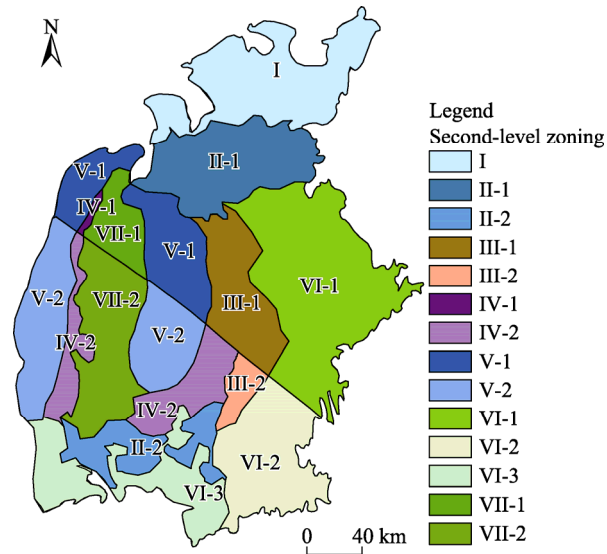 N
I
II-1
V-1
IV-1
VII-1
V-1
VI-1
III-1
V-2
VII-2
V-2
IV-2
III-2
IV-2
II-2
VI-2
VI-3
0 40 km
Legend
Second-level zoning
I
II-1
II-2
III-1
III-2
IV-1
IV-2
V-1
V-2
VI-1
VI-2
VI-3
VII-1
VII-2